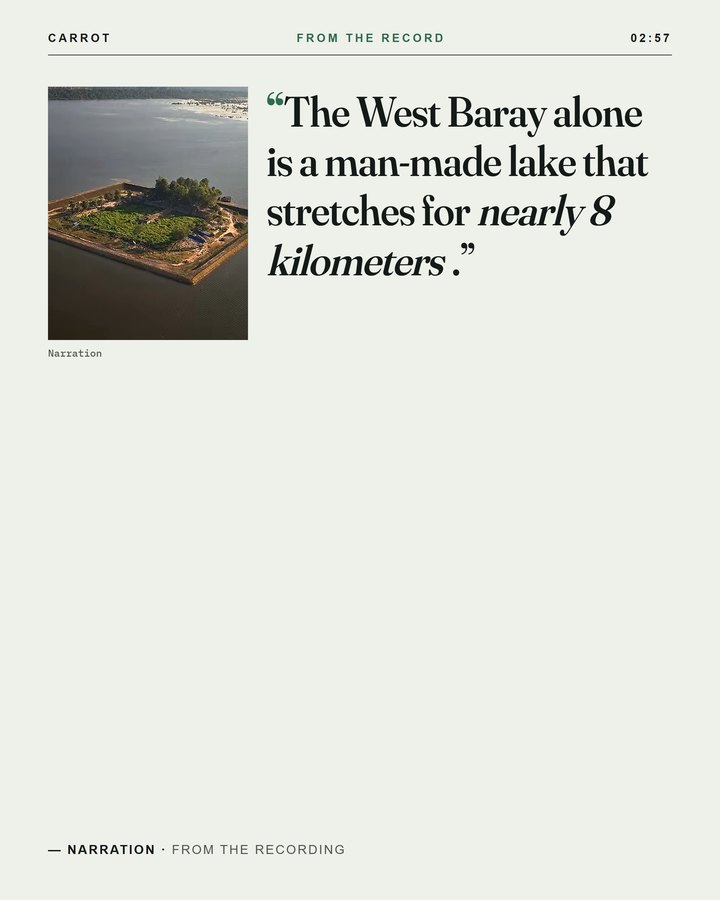 CARROT
FROM THE RECORD
02:57
“The West Baray alone
is a man-made lake that
stretches for nearly 8
kilometers .”
Narration
— NARRATION · FROM THE RECORDING